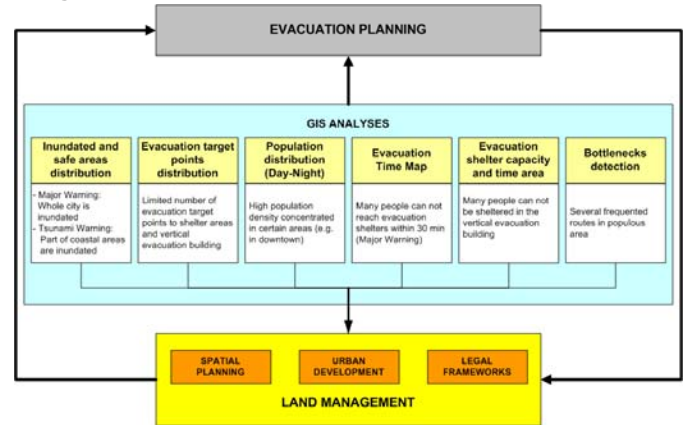 EVACUATION PLANNING
GIS ANALYSES
Inundated and
safe areas
distribution
- Major Warning:
Whole city is
inundated
- Tsunami Warning:
Part of coastal areas
are inundated
Evacuation target
points
distribution
Limited number of
evacuation target
points to shelter areas
and vertical
evacuation building
Population
distribution
(Day-Night)
High population
density concentrated
in certain areas (e.g.
in downtown)
Evacuation
Time Map
Many people can not
reach evacuation
shelters within 30 min
(Major Warning)
Evacuation
shelter capacity
and time area
Many people can not
be sheltered in the
vertical evacuation
building
Bottlenecks
detection
Several frequented
routes in populous
area
SPATIAL
PLANNING
URBAN
DEVELOPMENT
LEGAL
FRAMEWORKS
LAND MANAGEMENT